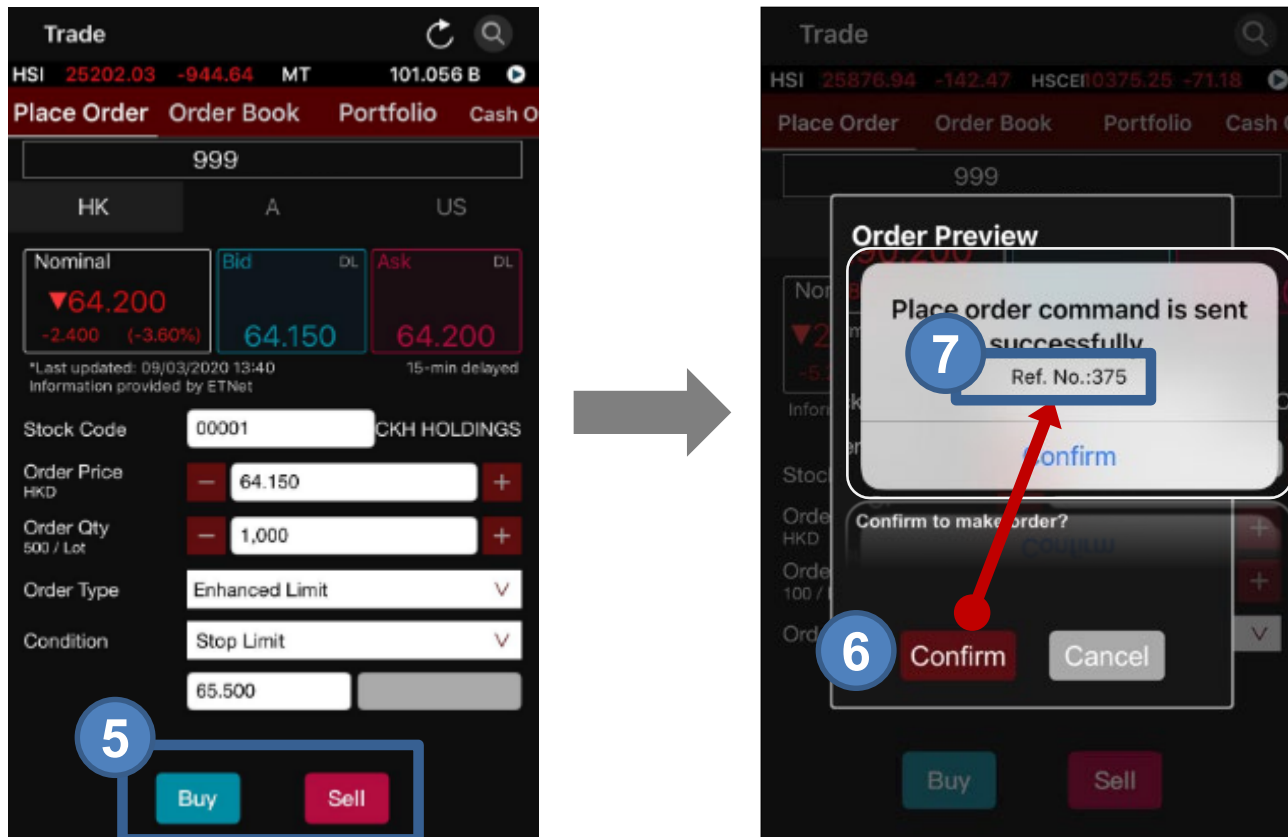 Trade
HSI 25202.03 -944.64 MT 101.056 B
Place Order Order Book Portfolio Cash O
999
HK A US
Nominal Bid DL Ask DL
▼64.200
-2.400 (-3.60%) 64.150 64.200
*Last updated: 09/03/2020 13:40 15-min delayed
Information provided by ETNet
Stock Code 00001 CKH HOLDINGS
Order Price − 64.150 +
HKD
Order Qty − 1,000 +
500 / Lot
Order Type Enhanced Limit V
Condition Stop Limit V
65.500
5
Buy Sell
Trade
HSI 25876.94 -142.47 HSCEI 10375.25 -71.18
Place Order Order Book Portfolio Cash
999
Order Preview
Place order command is sent
successfully
7
Ref. No.:375
Confirm
Confirm to make order?
HKD
6
Confirm Cancel
Buy Sell